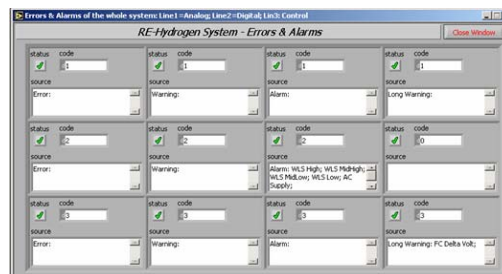 Errors & Alarms of the whole system: Line1=Analog; Line2=Digital; Lin3: Control
RE-Hydrogen System - Errors & Alarms
Close Window
status code status code status code status code
1 1 1 1
source source source source
Error: Warning: Alarm: Long Warning:
status code status code status code status code
2 2 2 0
source source source source
Error: Warning: Alarm: WLS High; WLS MidHigh;
WLS MidLow; WLS Low; AC
Supply;
status code status code status code status code
3 3 3 3
source source source source
Error: Warning: Alarm: Long Warning: FC Delta Volt;